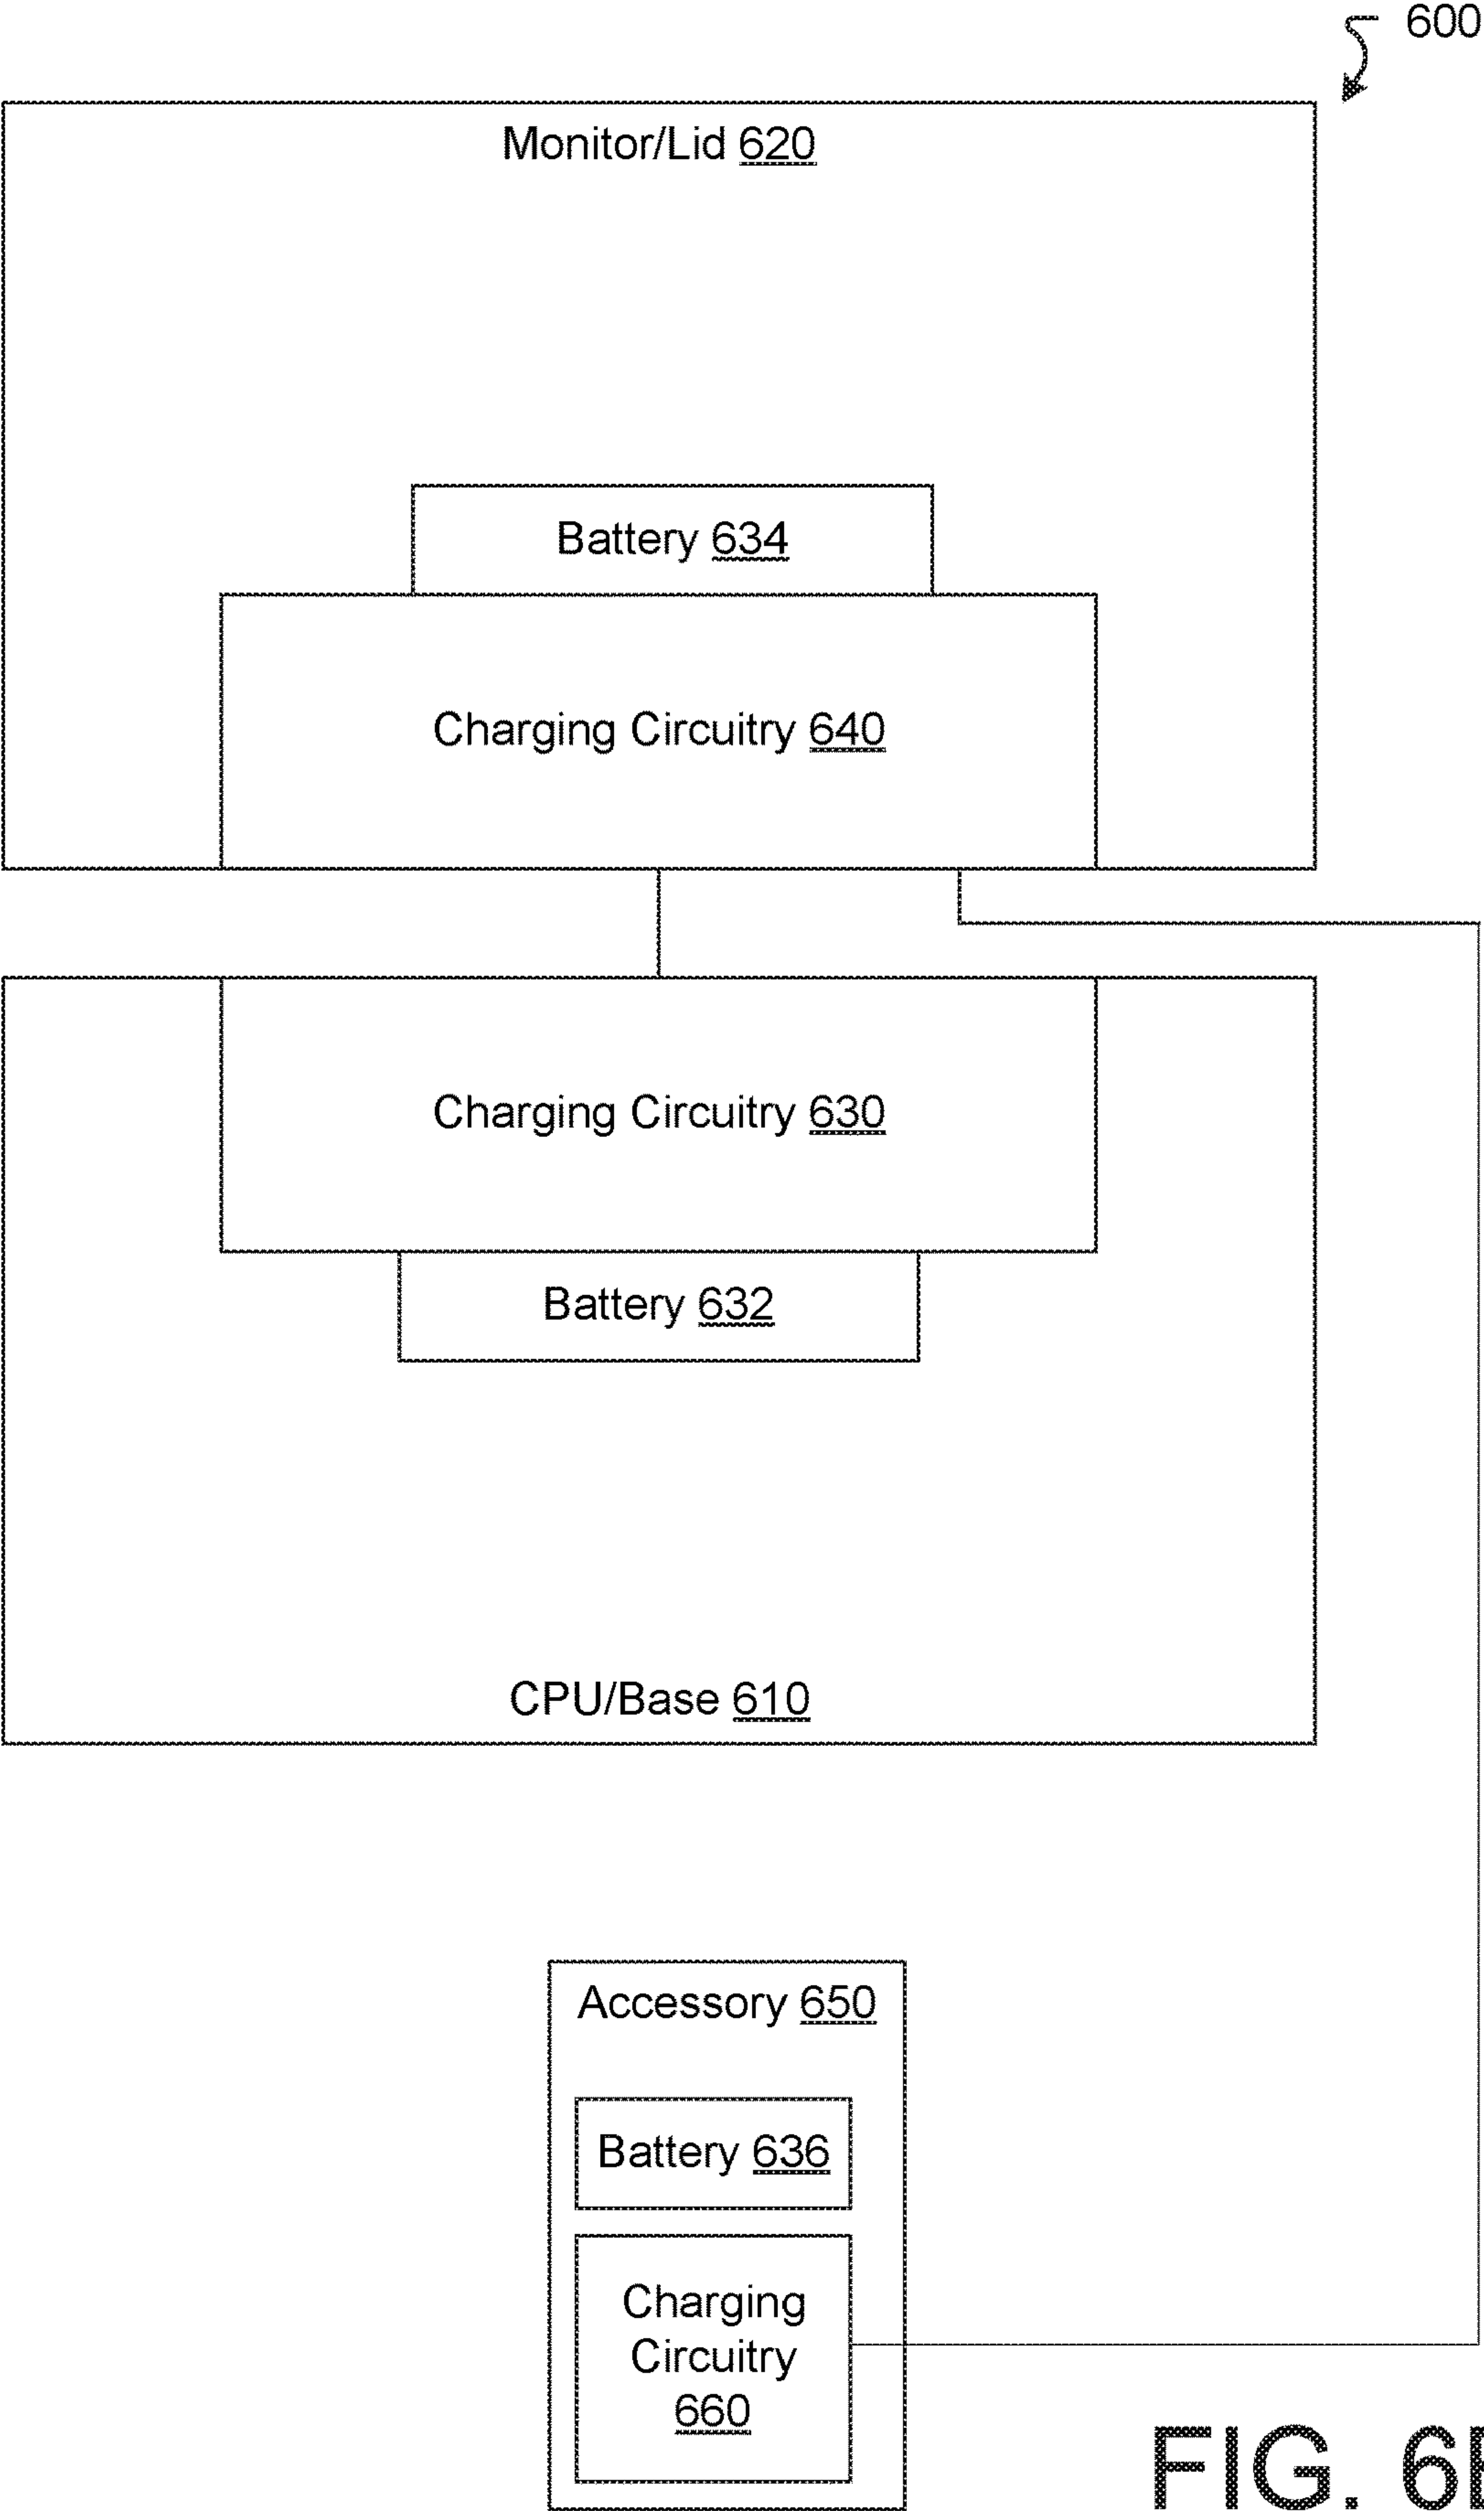 600
Monitor/Lid 620
Battery 634
Charging Circuitry 640
Charging Circuitry 630
Battery 632
CPU/Base 610
Accessory 650
Battery 636
Charging
Circuitry
660
FIG.